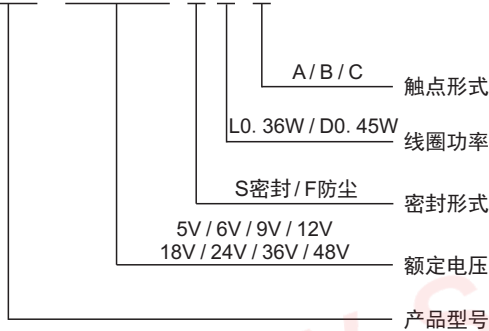 A / B / C
触点形式
L0. 36W / D0. 45W
线圈功率
S密封 / F防尘
密封形式
5V / 6V / 9V / 12V
18V / 24V / 36V / 48V
额定电压
产品型号